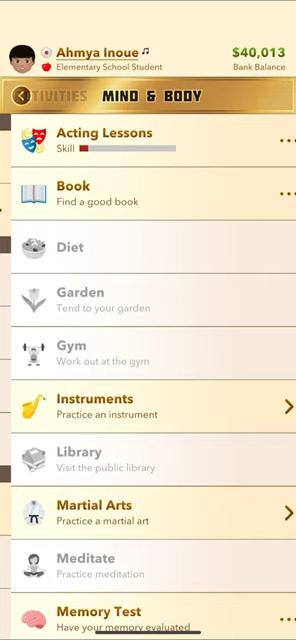 Ahmya Inoue
$40,013
Elementary School Student
Bank Balance
TIVITIES MIND & BODY
Acting Lessons
Skill
Book
Find a good book
Diet
Garden
Tend to your garden
Gym
Work out at the gym
Instruments
Practice an instrument
Library
Visit the public library
Martial Arts
Practice a martial art
Meditate
Practice meditation
Memory Test
Have your memory evaluated